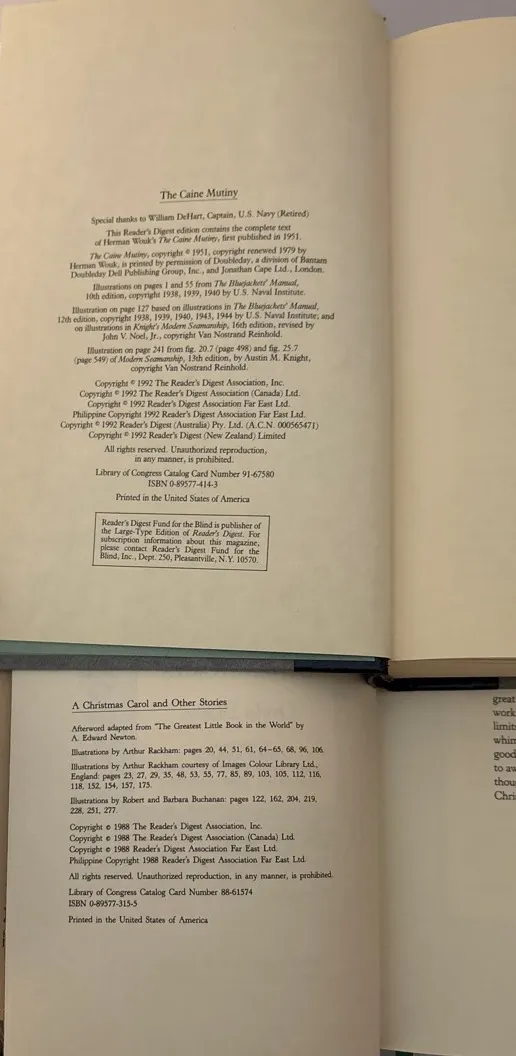 The Caine Mutiny
Special thanks to William DeHart, Captain, U.S. Navy (Retired)
This Reader's Digest edition contains the complete text
of Herman Wouk's The Caine Mutiny, first published in 1951.
The Caine Mutiny, copyright © 1951, copyright renewed 1979 by
Herman Wouk, is printed by permission of Doubleday, a division of Bantam
Doubleday Dell Publishing Group, Inc., and Jonathan Cape Ltd., London.
Illustrations on pages 1 and 55 from The Bluejackets' Manual,
10th edition, copyright 1938, 1939, 1940 by U.S. Naval Institute.
Illustration on page 127 based on illustrations in The Bluejackets' Manual,
12th edition, copyright 1938, 1939, 1940, 1943, 1944 by U.S. Naval Institute; and
on illustrations in Knight's Modern Seamanship, 16th edition, revised by
John V. Noel, Jr., copyright Van Nostrand Reinhold.
Illustration on page 241 from fig. 20.7 (page 498) and fig. 25.7
(page 549) of Modern Seamanship, 13th edition, by Austin M. Knight,
copyright Van Nostrand Reinhold.
Copyright © 1992 The Reader's Digest Association, Inc.
Copyright © 1992 The Reader's Digest Association (Canada) Ltd.
Copyright © 1992 Reader's Digest Association Far East Ltd.
Philippine Copyright 1992 Reader's Digest Association Far East Ltd.
Copyright © 1992 Reader's Digest (Australia) Pty. Ltd. (A.C.N. 000565471)
Copyright © 1992 Reader's Digest (New Zealand) Limited
All rights reserved. Unauthorized reproduction,
in any manner, is prohibited.
Library of Congress Catalog Card Number 91-67580
ISBN 0-89577-414-3
Printed in the United States of America
Reader's Digest Fund for the Blind is publisher of
the Large-Type Edition of Reader's Digest. For
subscription information about this magazine,
please contact Reader's Digest Fund for the
Blind, Inc., Dept. 250, Pleasantville, N.Y. 10570.
A Christmas Carol and Other Stories
Afterword adapted from "The Greatest Little Book in the World" by
A. Edward Newton.
Illustrations by Arthur Rackham: pages 20, 44, 51, 61, 64–65, 68, 96, 106.
Illustrations by Arthur Rackham courtesy of Images Colour Library Ltd.,
England: pages 23, 27, 29, 35, 48, 53, 55, 77, 85, 89, 103, 105, 112, 116,
118, 152, 154, 157, 175.
Illustrations by Robert and Barbara Buchanan: pages 122, 162, 204, 219,
228, 251, 277.
Copyright © 1988 The Reader's Digest Association, Inc.
Copyright © 1988 The Reader's Digest Association (Canada) Ltd.
Copyright © 1988 Reader's Digest Association Far East Ltd.
Philippine Copyright 1988 Reader's Digest Association Far East Ltd.
All rights reserved. Unauthorized reproduction, in any manner, is prohibited.
Library of Congress Catalog Card Number 88-61574
ISBN 0-89577-315-5
Printed in the United States of America
great
work
limits
whim
good
to aw
thou
Chri